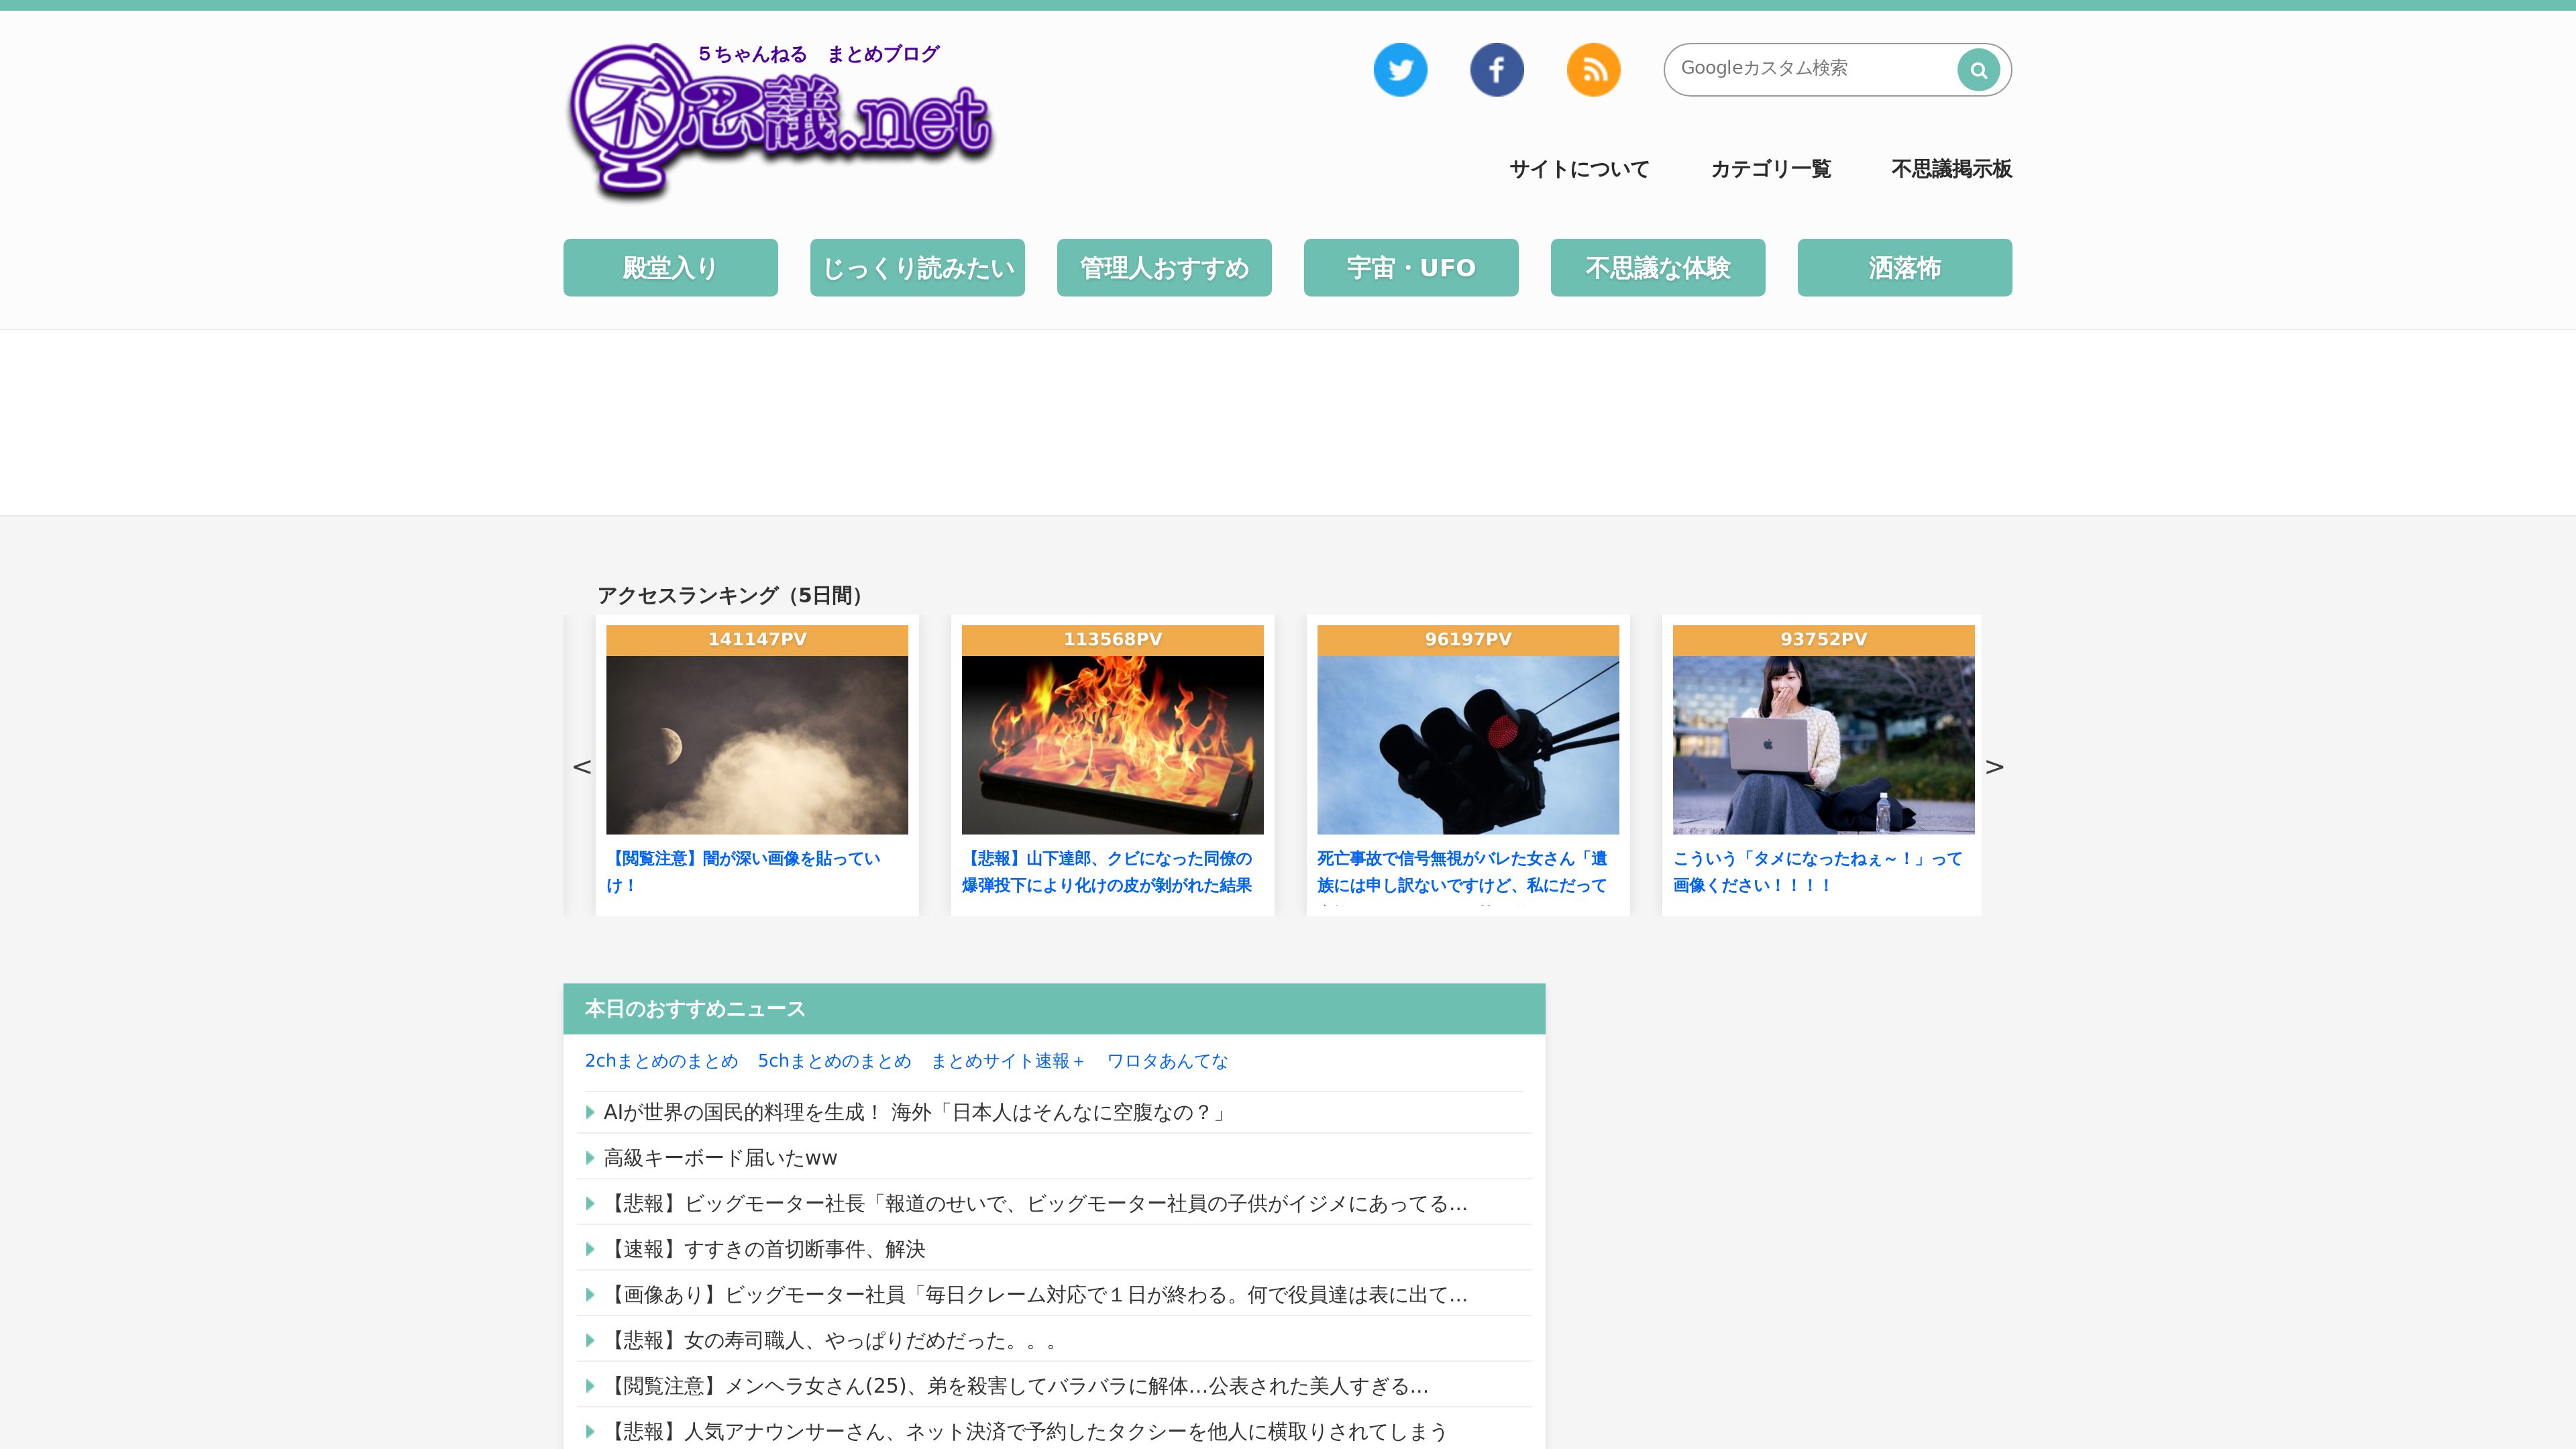 ５ちゃんねる　まとめブログ
不思議.net
Googleカスタム検索
サイトについて
カテゴリ一覧
不思議掲示板
殿堂入り
じっくり読みたい
管理人おすすめ
宇宙・UFO
不思議な体験
洒落怖
アクセスランキング（5日間）
<
141147PV
【閲覧注意】闇が深い画像を貼ってい
け！
113568PV
【悲報】山下達郎、クビになった同僚の
爆弾投下により化けの皮が剝がれた結果
96197PV
死亡事故で信号無視がバレた女さん「遺
族には申し訳ないですけど、私にだって
93752PV
こういう「タメになったねぇ～！」って
画像ください！！！！
>
本日のおすすめニュース
2chまとめのまとめ 5chまとめのまとめ まとめサイト速報＋ ワロタあんてな
AIが世界の国民的料理を生成！ 海外「日本人はそんなに空腹なの？」
高級キーボード届いたww
【悲報】ビッグモーター社長「報道のせいで、ビッグモーター社員の子供がイジメにあってる…
【速報】すすきの首切断事件、解決
【画像あり】ビッグモーター社員「毎日クレーム対応で１日が終わる。何で役員達は表に出て…
【悲報】女の寿司職人、やっぱりだめだった。。。
【閲覧注意】メンヘラ女さん(25)、弟を殺害してバラバラに解体…公表された美人すぎる…
【悲報】人気アナウンサーさん、ネット決済で予約したタクシーを他人に横取りされてしまう